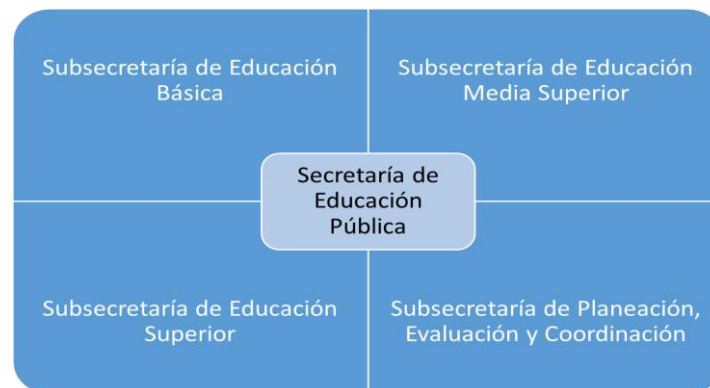 Subsecretaría de Educación
Básica
Subsecretaría de Educación
Media Superior
Secretaría de
Educación
Pública
Subsecretaría de Educación
Superior
Subsecretaría de Planeación,
Evaluación y Coordinación